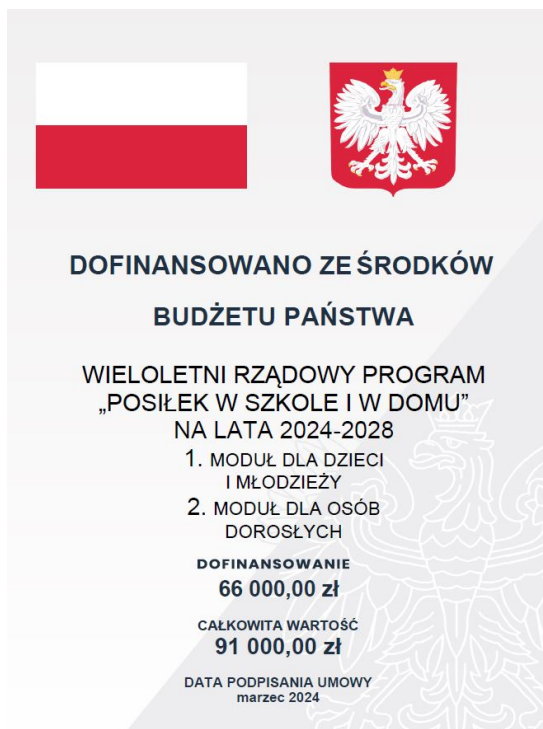 DOFINANSOWANO ZE ŚRODKÓW
BUDŻETU PAŃSTWA
WIELOLETNI RZĄDOWY PROGRAM
„POSIŁEK W SZKOLE I W DOMU”
NA LATA 2024-2028
1. MODUŁ DLA DZIECI
I MŁODZIEŻY
2. MODUŁ DLA OSÓB
DOROSŁYCH
DOFINANSOWANIE
66 000,00 zł
CAŁKOWITA WARTOŚĆ
91 000,00 zł
DATA PODPISANIA UMOWY
marzec 2024